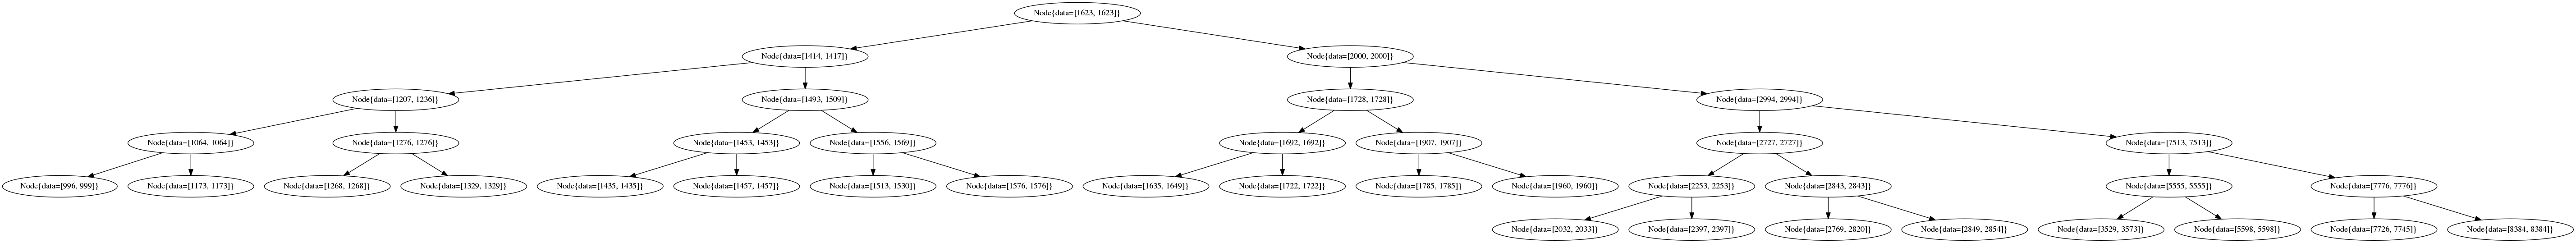 Node{data=[1623, 1623]}
Node{data=[1414, 1417]}
Node{data=[2000, 2000]}
Node{data=[1207, 1236]}
Node{data=[1493, 1509]}
Node{data=[1728, 1728]}
Node{data=[2994, 2994]}
Node{data=[1064, 1064]}
Node{data=[1276, 1276]}
Node{data=[1453, 1453]}
Node{data=[1556, 1569]}
Node{data=[1692, 1692]}
Node{data=[1907, 1907]}
Node{data=[2727, 2727]}
Node{data=[7513, 7513]}
Node{data=[996, 999]}
Node{data=[1173, 1173]}
Node{data=[1268, 1268]}
Node{data=[1329, 1329]}
Node{data=[1435, 1435]}
Node{data=[1457, 1457]}
Node{data=[1513, 1530]}
Node{data=[1576, 1576]}
Node{data=[1635, 1649]}
Node{data=[1722, 1722]}
Node{data=[1785, 1785]}
Node{data=[1960, 1960]}
Node{data=[2253, 2253]}
Node{data=[2843, 2843]}
Node{data=[5555, 5555]}
Node{data=[7776, 7776]}
Node{data=[2032, 2033]}
Node{data=[2397, 2397]}
Node{data=[2769, 2820]}
Node{data=[2849, 2854]}
Node{data=[3529, 3573]}
Node{data=[5598, 5598]}
Node{data=[7726, 7745]}
Node{data=[8384, 8384]}